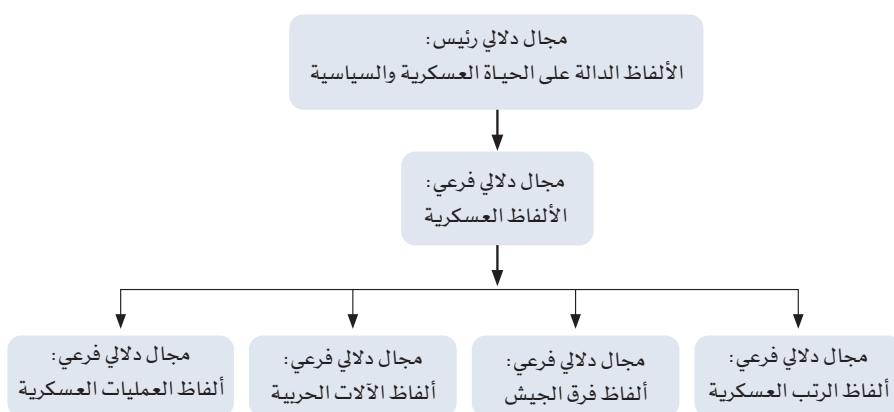 مجال دلالي رئيس:
الألفاظ الدالة على الحياة العسكرية والسياسية
مجال دلالي فرعي:
الألفاظ العسكرية
مجال دلالي فرعي:
ألفاظ الرتب العسكرية
مجال دلالي فرعي:
ألفاظ فرق الجيش
مجال دلالي فرعي:
ألفاظ الآلات الحربية
مجال دلالي فرعي:
ألفاظ العمليات العسكرية